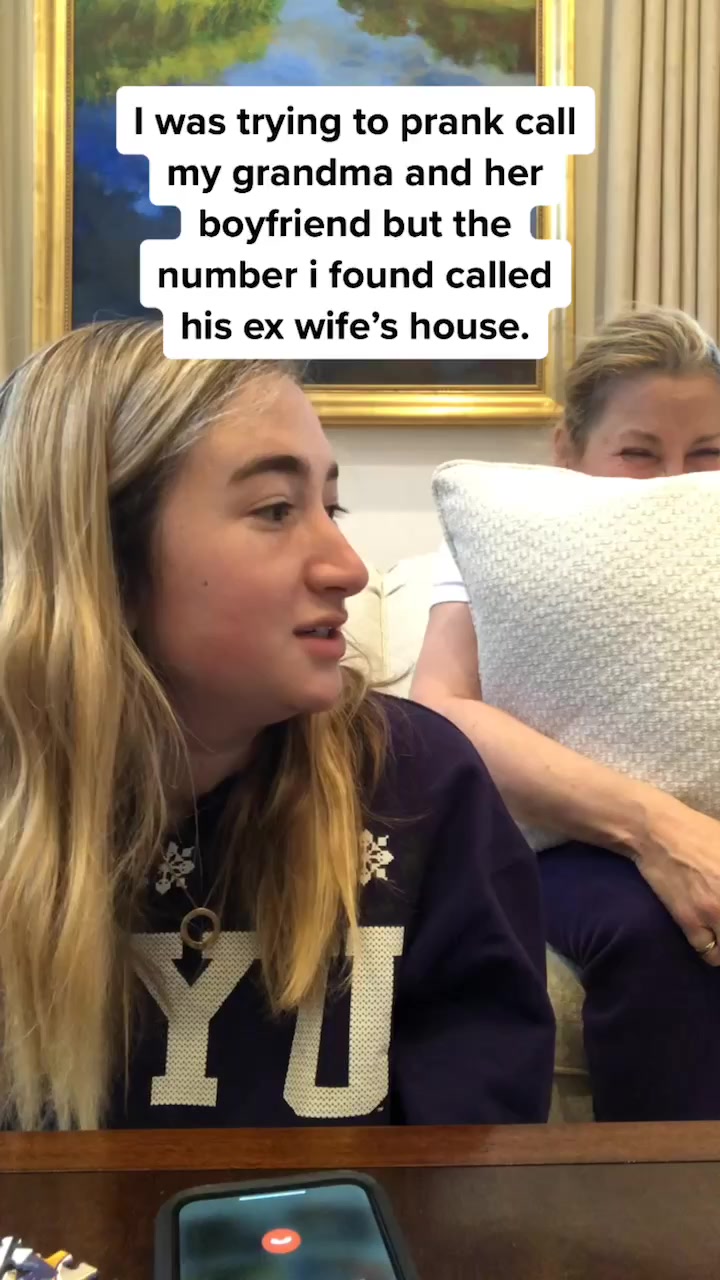 I was trying to prank call
my grandma and her
boyfriend but the
number i found called
his ex wife’s house.
YU